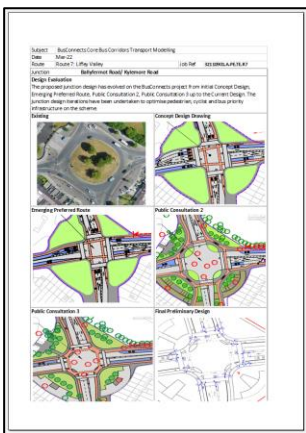 Subject BusConnects Core Bus Corridors Transport Modelling
Date Mar-22
Route Route 7: Liffey Valley Job Ref
Junction Ballyfermot Road/ Kylemore Road
Design Evaluation
The proposed junction design has evolved on the BusConnects project from Initial Concept Design,
Emerging Preferred Route, Public Consultation 2, Public Consultation 3 up to the Current Design. The
junction design iterations have been undertaken to optimise pedestrian, cyclist and bus priority
infrastructure on the scheme.
Existing Concept Design Drawing
Emerging Preferred Route Public Consultation 2
Public Consultation 3 Final Preliminary Design